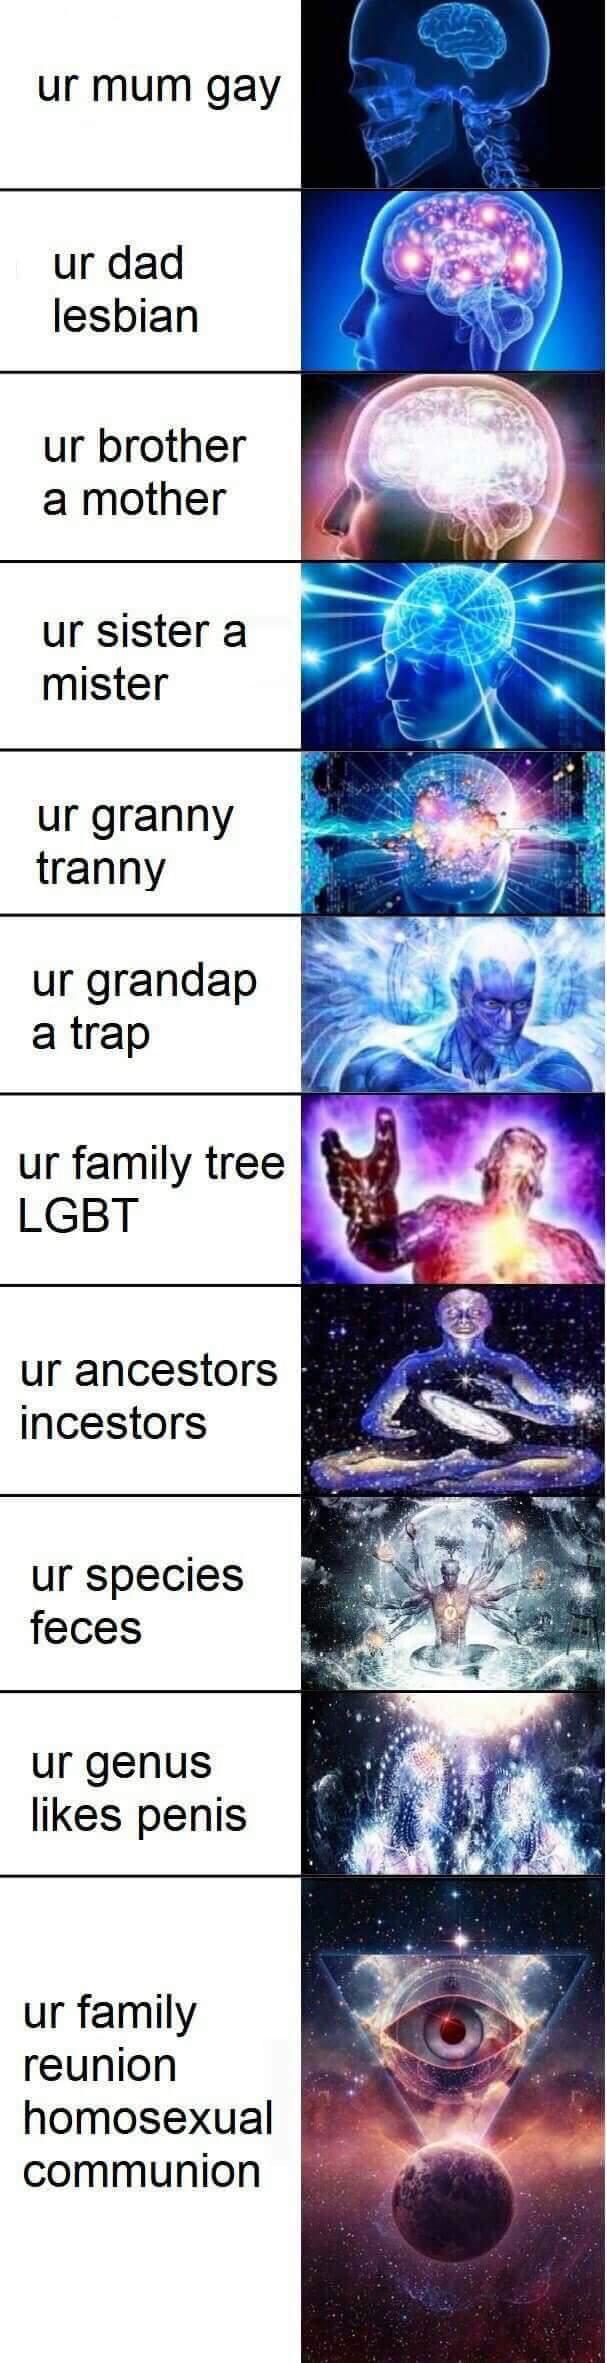 ur mum gay
ur dad
lesbian
ur brother
a mother
ur sister a
mister
ur granny
tranny
ur grandap
a trap
ur family tree
LGBT
ur ancestors
incestors
ur species
feces
ur genus
likes penis
ur family
reunion
homosexual
communion